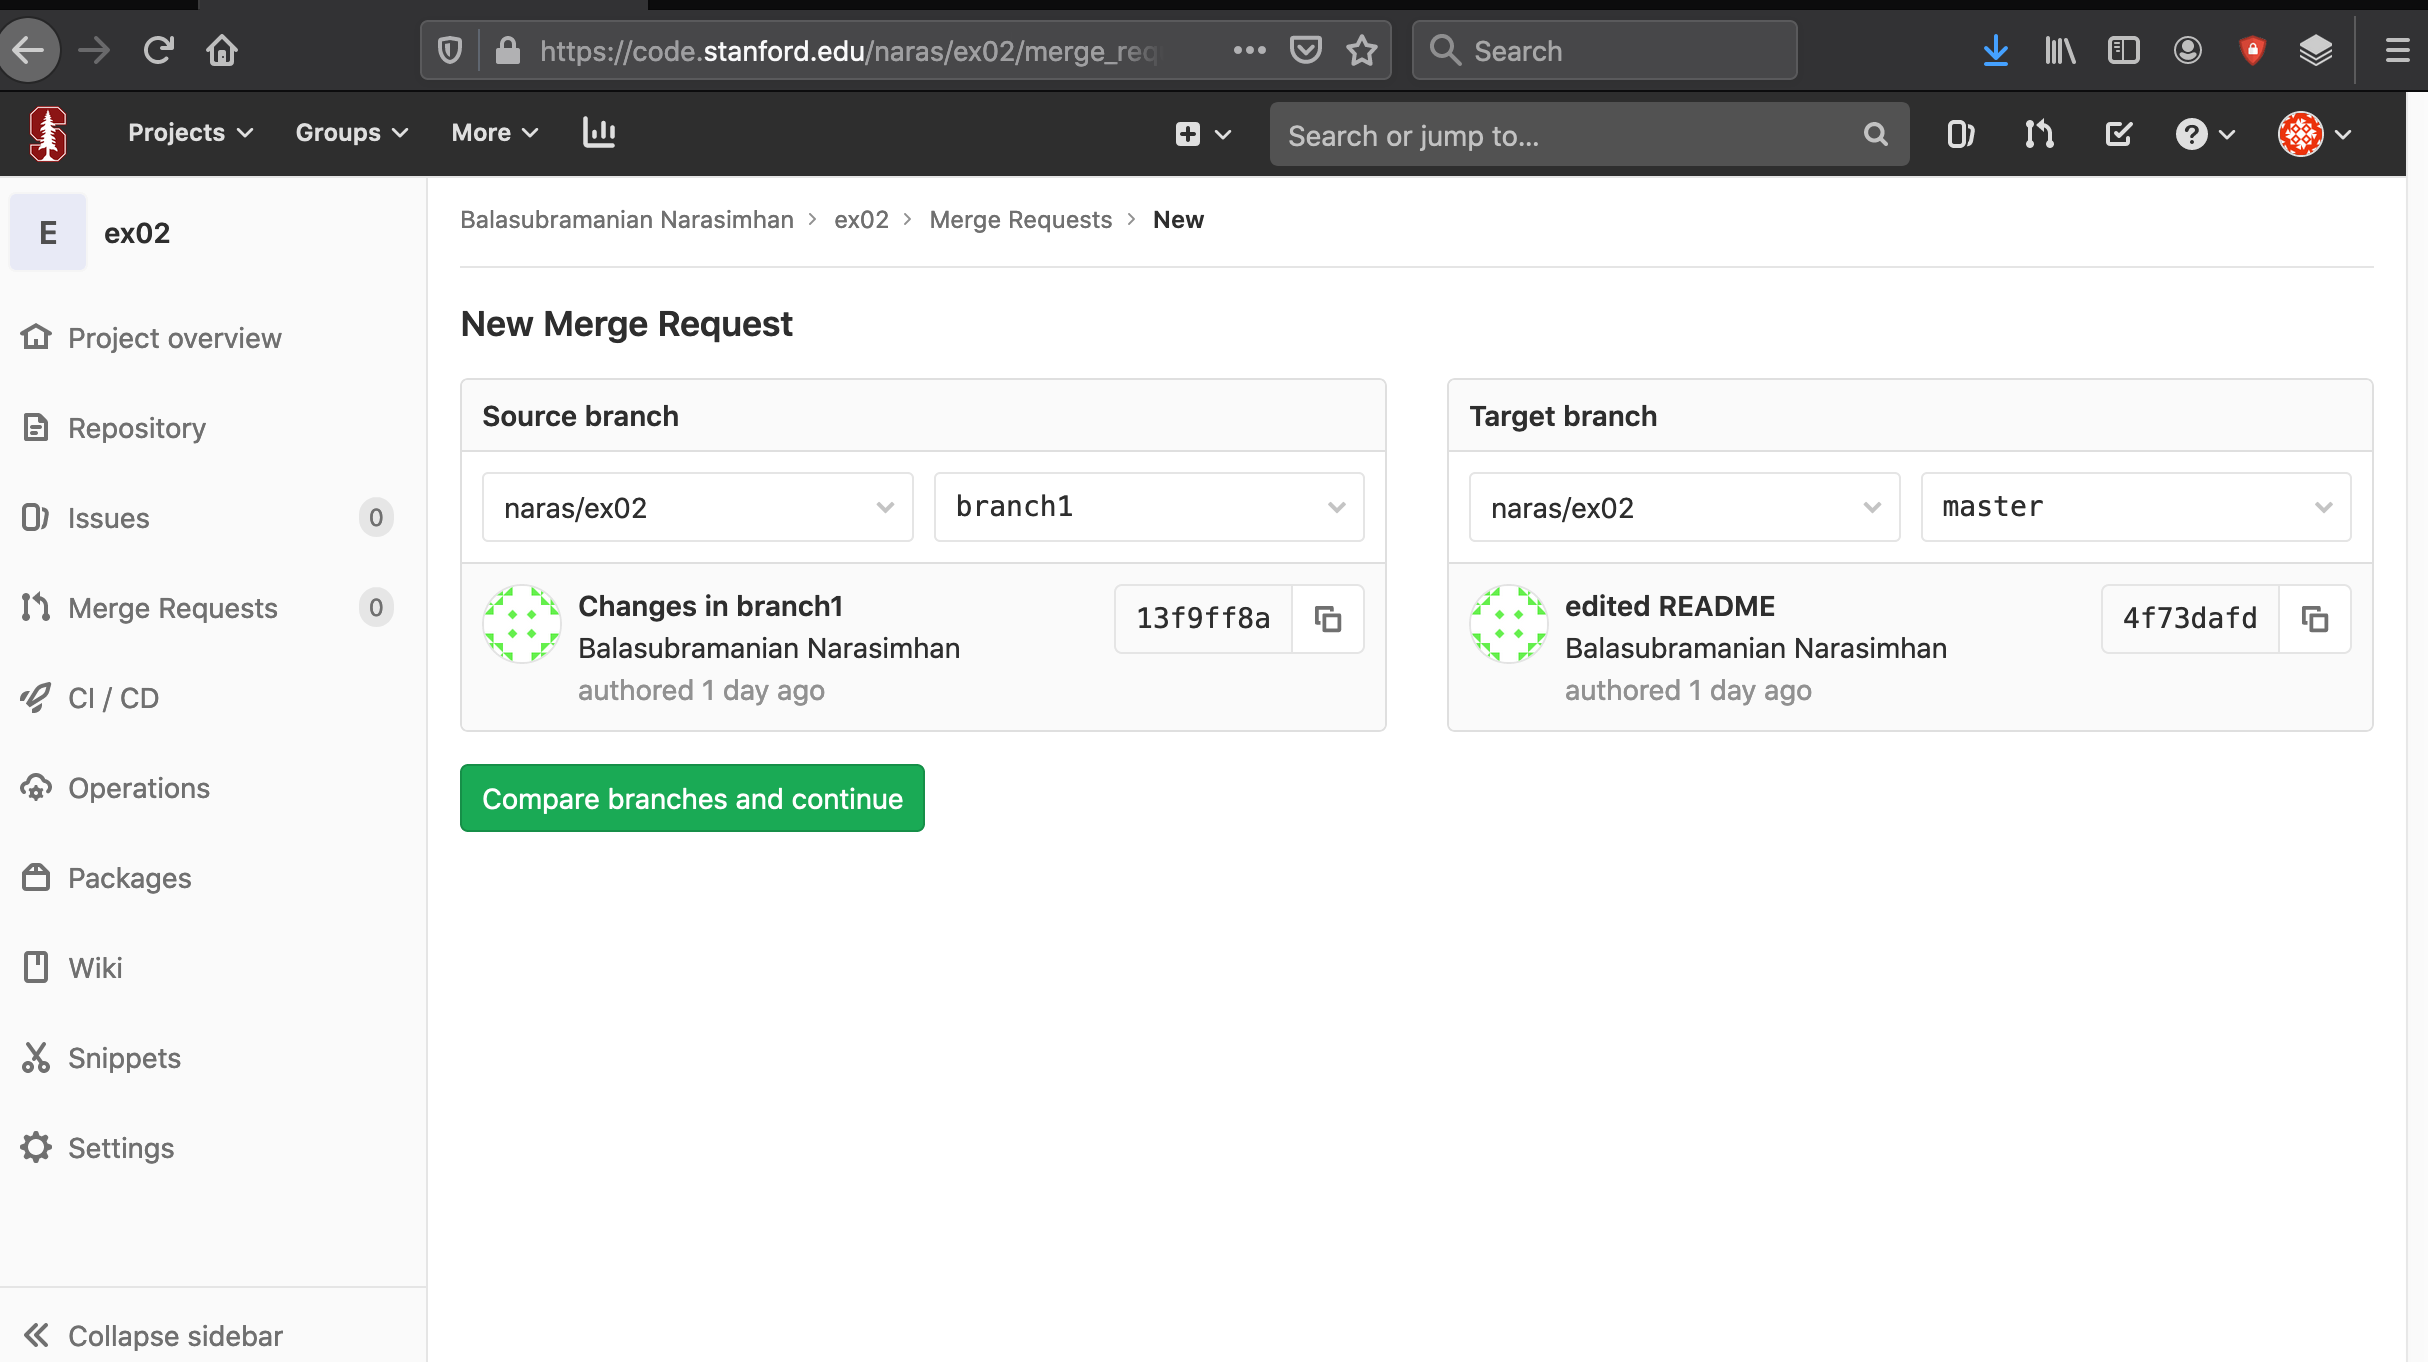 https://code.stanford.edu/naras/ex02/merge_req
Search
Projects Groups More
Search or jump to...
E ex02
Balasubramanian Narasimhan > ex02 > Merge Requests > New
Project overview
Repository
Issues 0
Merge Requests 0
CI / CD
Operations
Packages
Wiki
Snippets
Settings
Collapse sidebar
New Merge Request
Source branch
naras/ex02 branch1
Changes in branch1 13f9ff8a
Balasubramanian Narasimhan
authored 1 day ago
Target branch
naras/ex02 master
edited README 4f73dafd
Balasubramanian Narasimhan
authored 1 day ago
Compare branches and continue